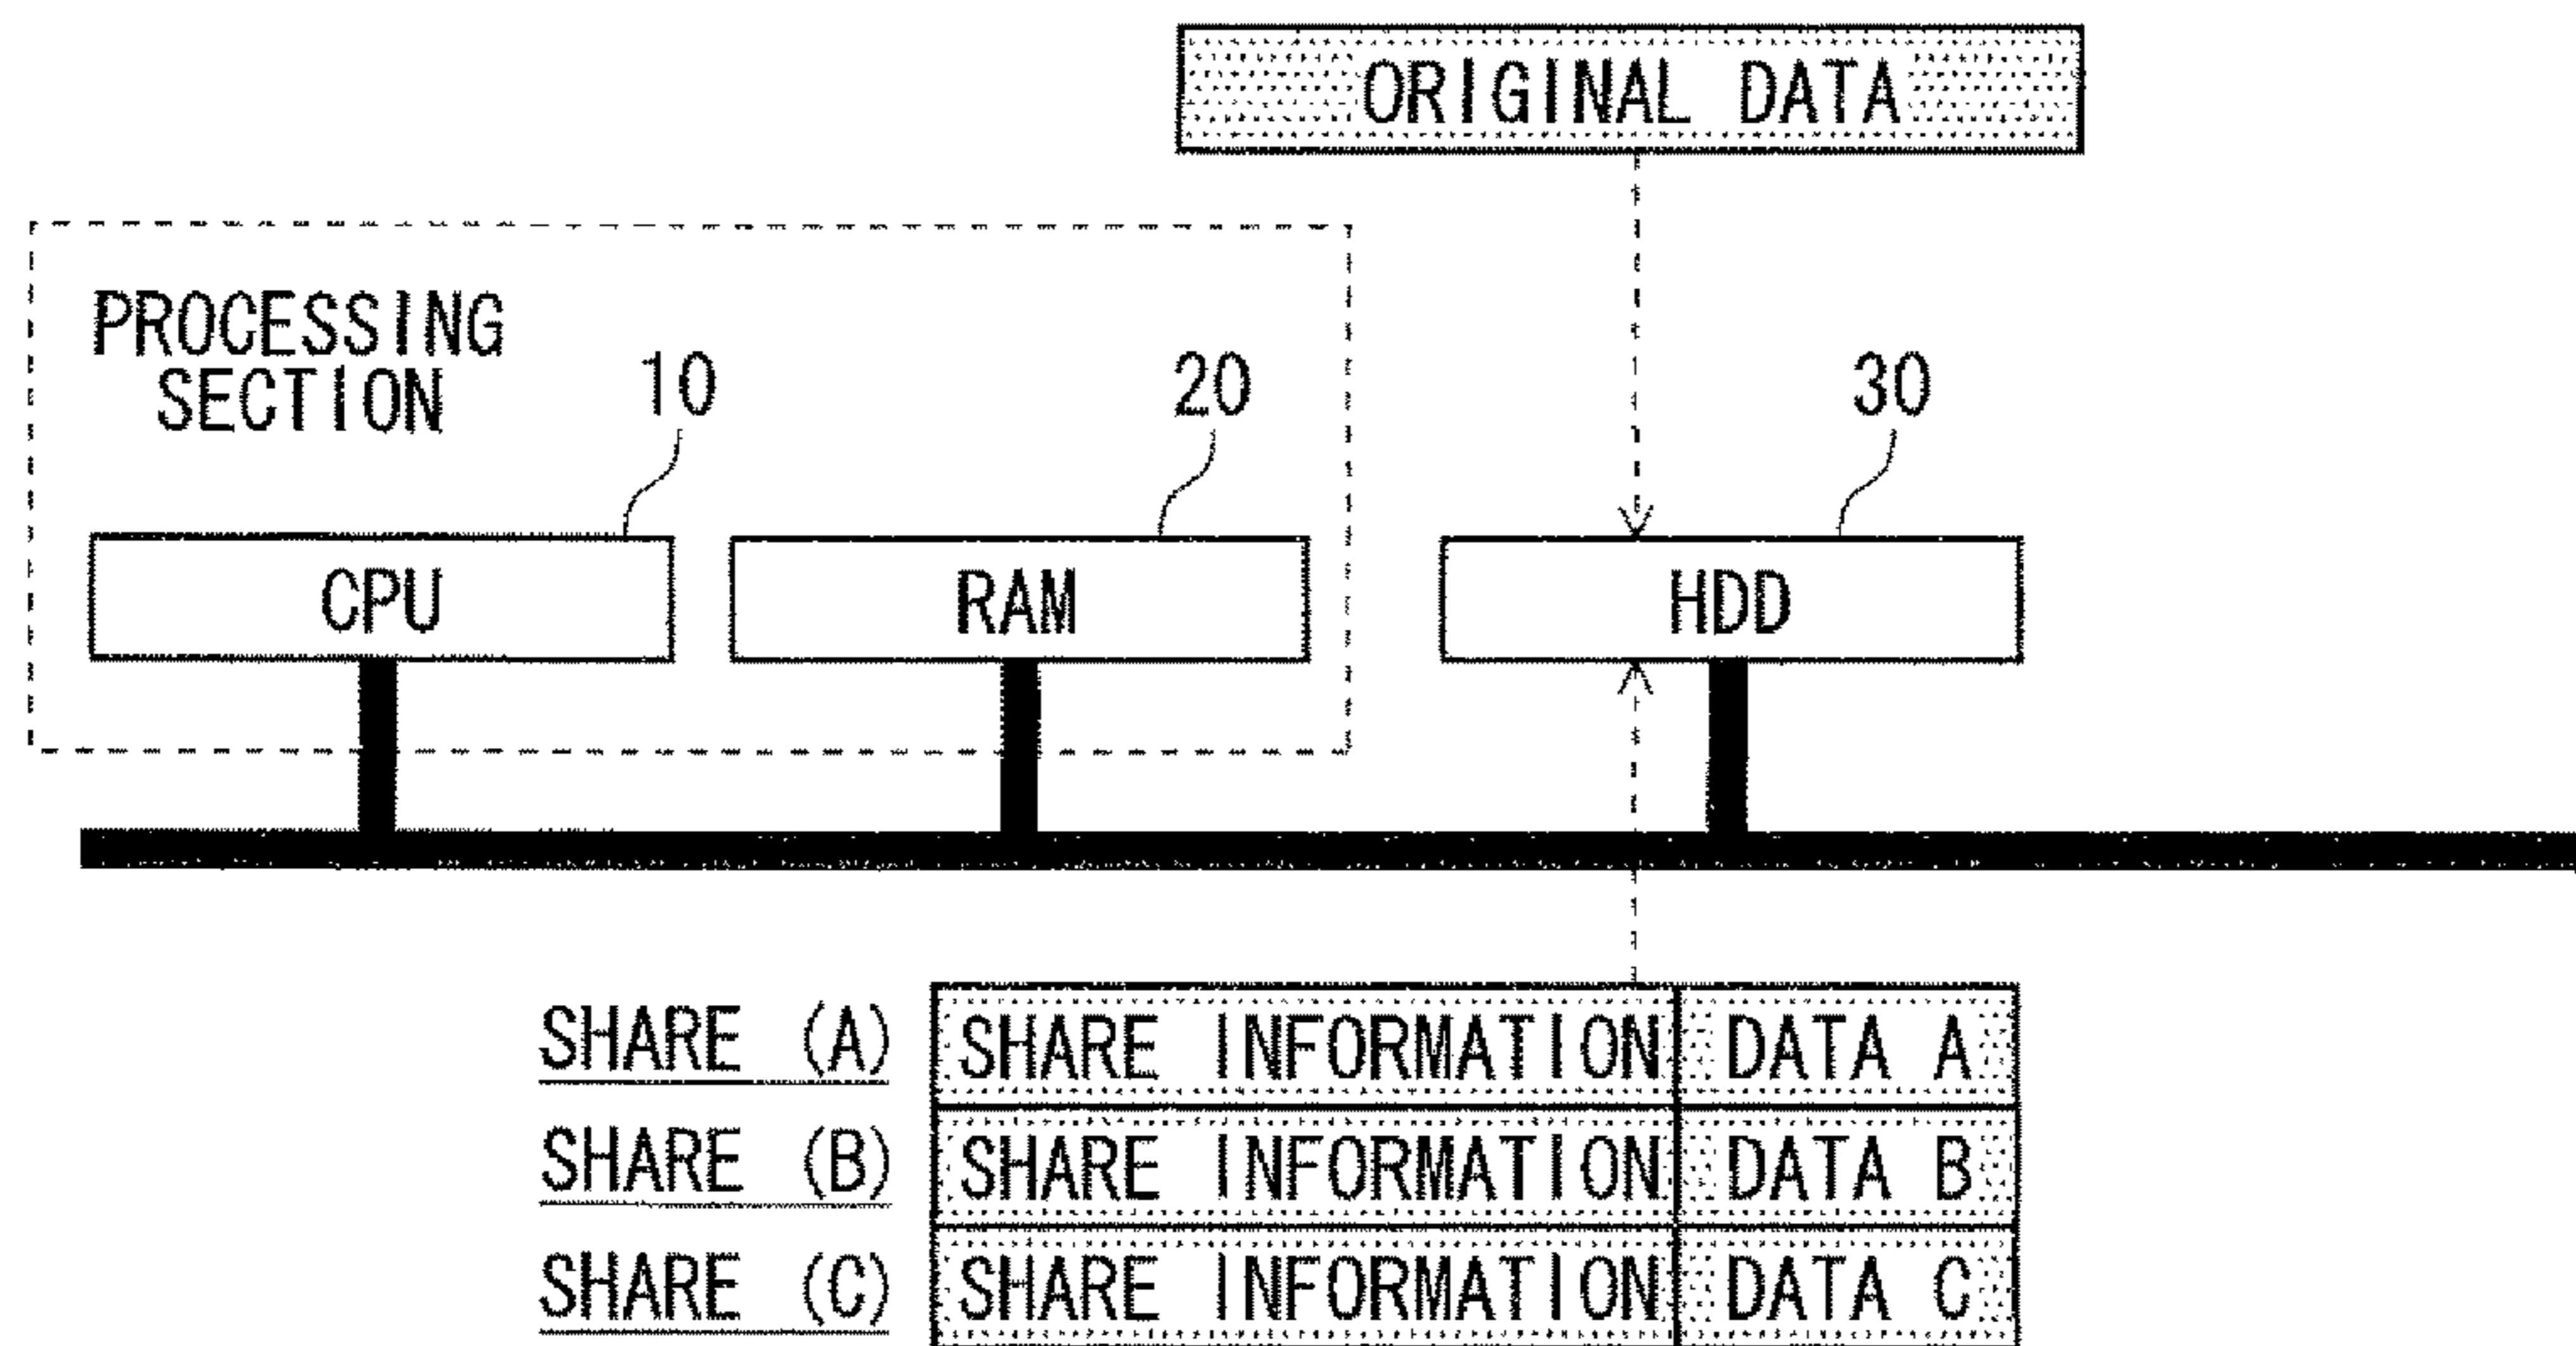 ORIGINAL DATA
PROCESSING
SECTION
10
20
30
CPU
RAM
HDD
SHARE (A) SHARE INFORMATION DATA A
SHARE (B) SHARE INFORMATION DATA B
SHARE (C) SHARE INFORMATION DATA C